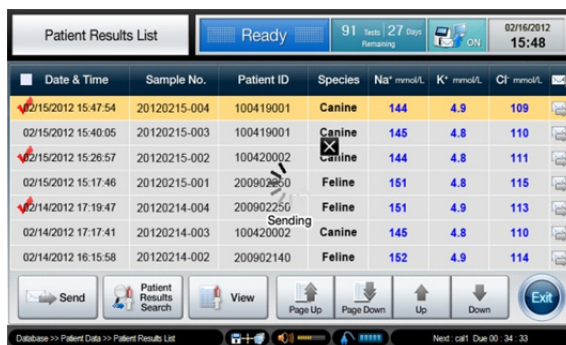 Patient Results List
Ready
91 Tests 27 Days
Remaining
ON
02/16/2012
15:48
Date & Time Sample No. Patient ID Species Na⁺ mmol/L K⁺ mmol/L Cl⁻ mmol/L
02/15/2012 15:47:54 20120215-004 100419001 Canine 144 4.9 109
02/15/2012 15:40:05 20120215-003 100419001 Canine 145 4.8 110
02/15/2012 15:26:57 20120215-002 100420002 Canine 144 4.8 111
02/15/2012 15:17:46 20120215-001 200902250 Feline 151 4.8 115
02/14/2012 17:19:47 20120214-004 200902250 Feline 151 4.9 113
Sending
02/14/2012 17:17:41 20120214-003 100420002 Canine 145 4.8 110
02/14/2012 16:15:58 20120214-002 200902140 Feline 152 4.9 114
Send
Patient
Results
Search
View
Page Up
Page Down
Up
Down
Exit
Database >> Patient Data >> Patient Results List
Next : cal1 Due 00 : 34 : 33